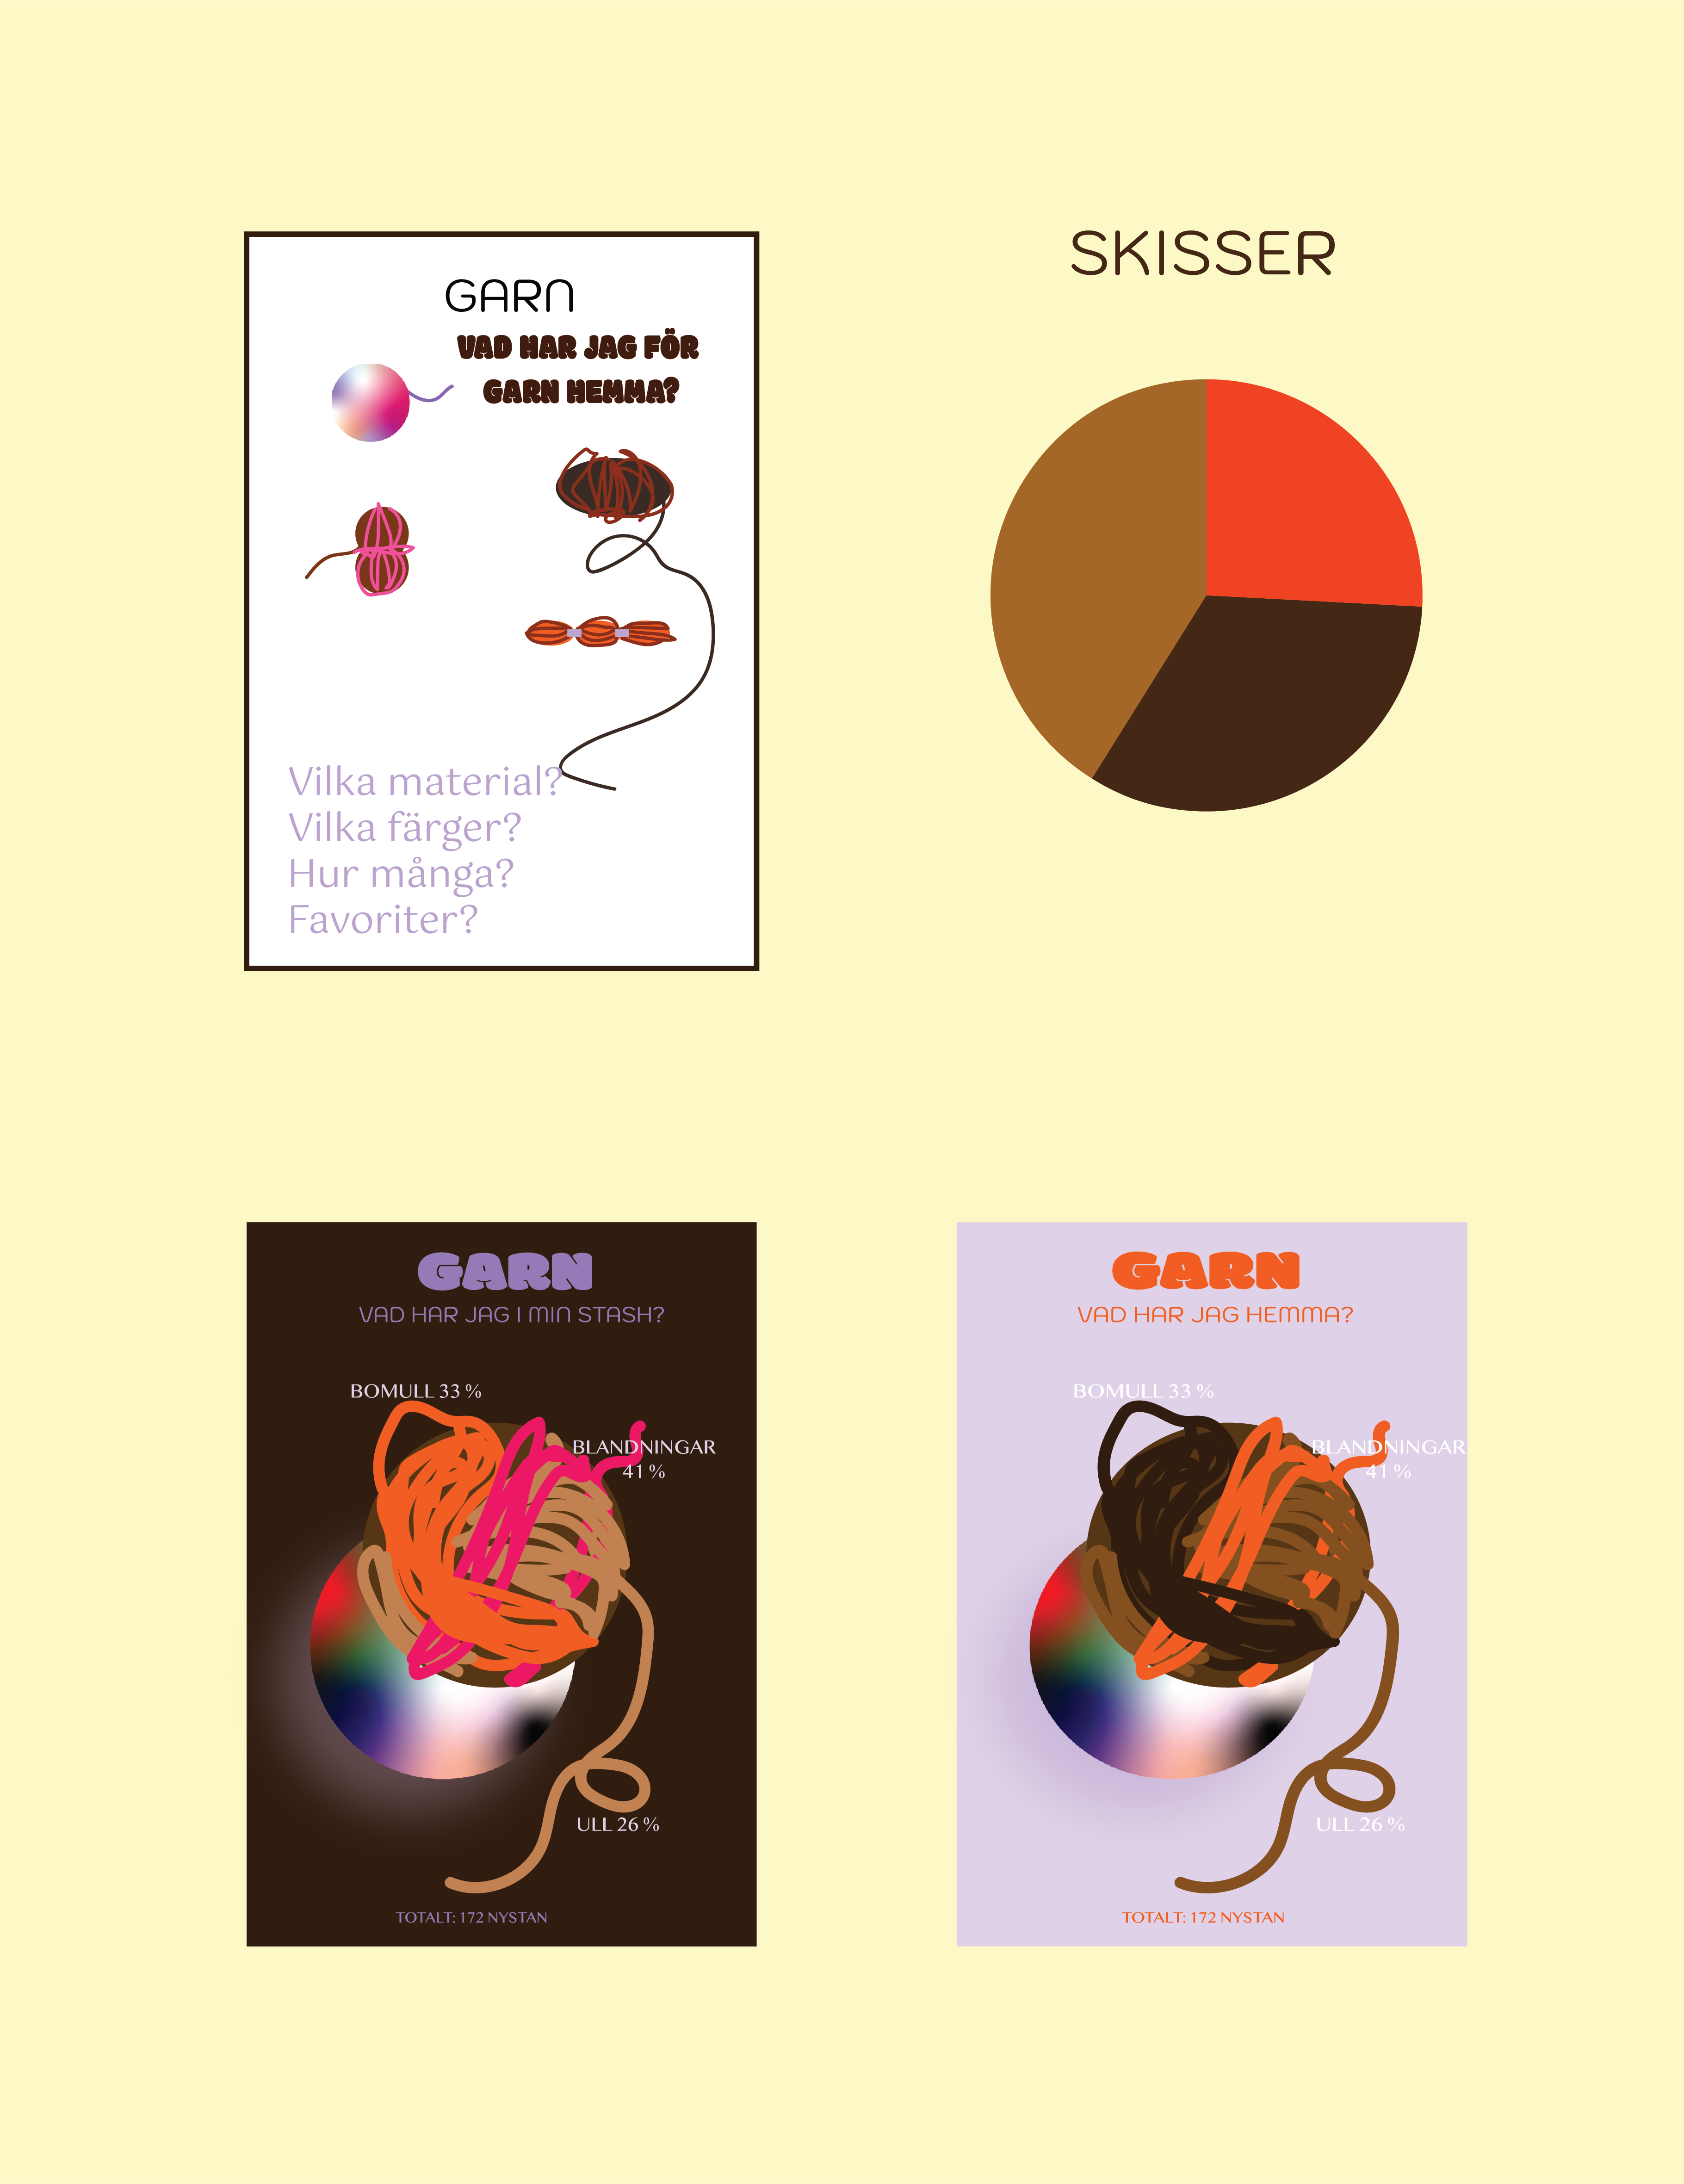 GARN
VAD HAR JAG FÖR
GARN HEMMA?
Vilka material?
Vilka färger?
Hur många?
Favoriter?
SKISSER
GARN
VAD HAR JAG I MIN STASH?
BOMULL 33 %
BLANDNINGAR
41 %
ULL 26 %
TOTALT: 172 NYSTAN
GARN
VAD HAR JAG HEMMA?
BOMULL 33 %
BLANDNINGAR
41 %
ULL 26 %
TOTALT: 172 NYSTAN